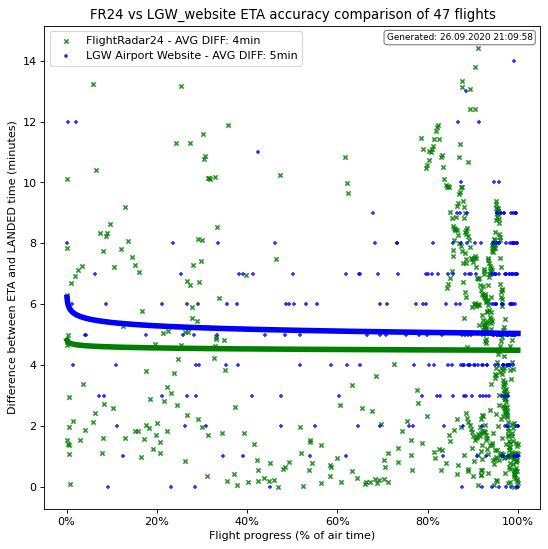 FR24 vs LGW_website ETA accuracy comparison of 47 flights
FlightRadar24 - AVG DIFF: 4min
LGW Airport Website - AVG DIFF: 5min
Generated: 26.09.2020 21:09:58
Difference between ETA and LANDED time (minutes)
14
12
10
8
6
4
2
0
0%
20%
40%
60%
80%
100%
Flight progress (% of air time)